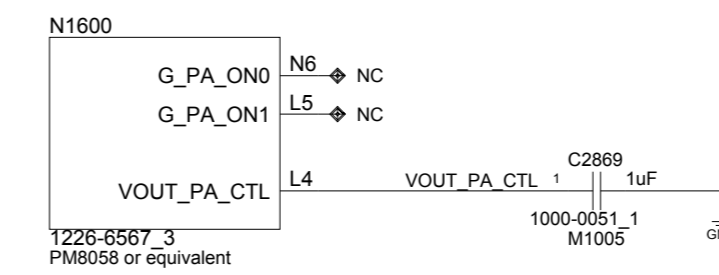 N1600
G_PA_ON0 N6 NC
G_PA_ON1 L5 NC
C2869
VOUT_PA_CTL L4 VOUT_PA_CTL 1 1uF
1000-0051_1
M1005
1226-6567_3
PM8058 or equivalent